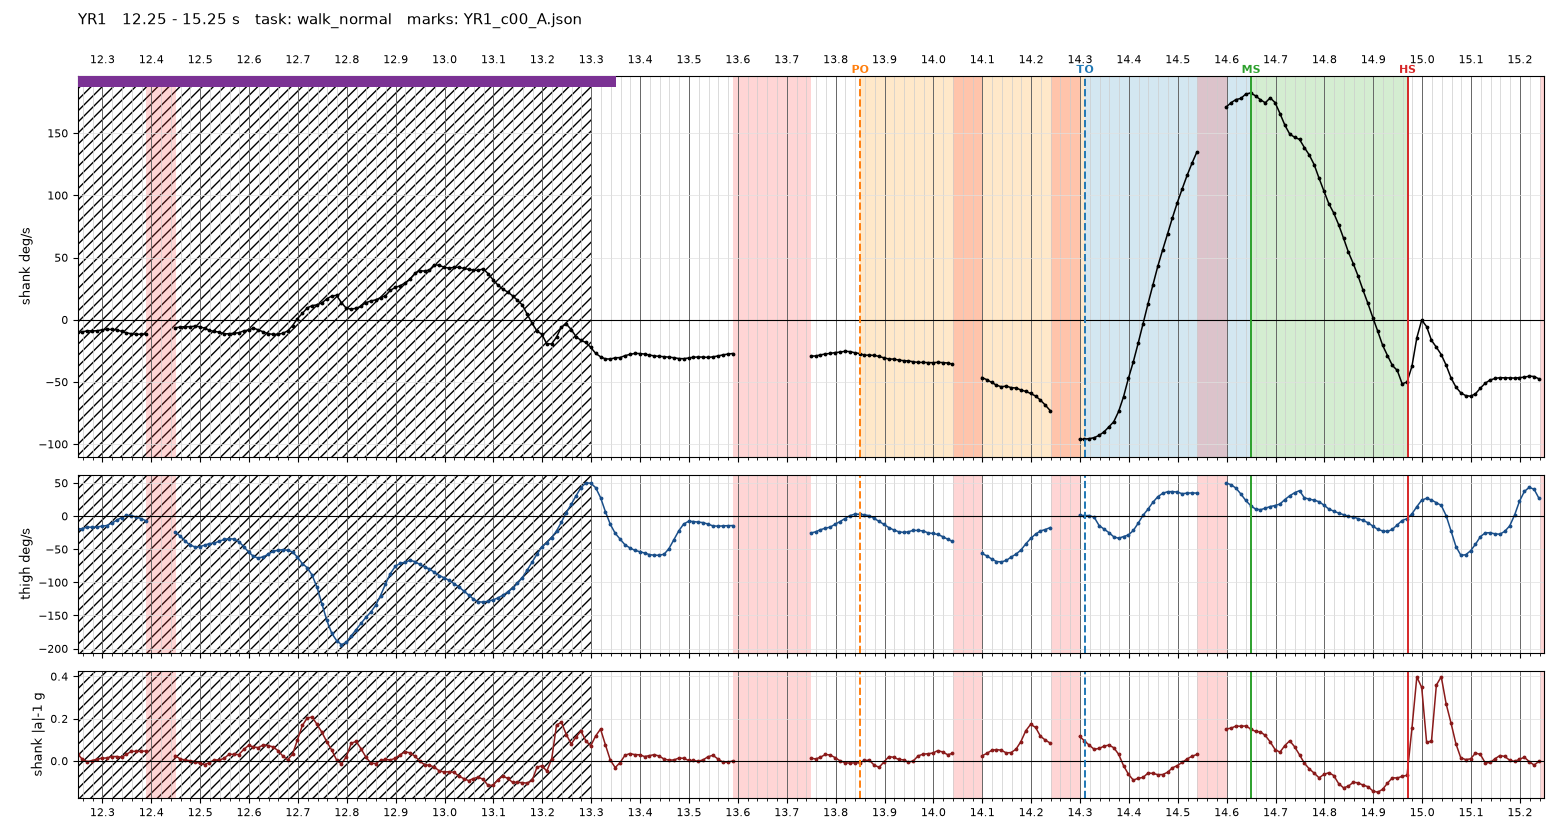 YR1 12.25 - 15.25 s task: walk_normal marks: YR1_c00_A.json
12.3 12.4 12.5 12.6 12.7 12.8 12.9 13.0 13.1 13.2 13.3 13.4 13.5 13.6 13.7 13.8 13.9 14.0 14.1 14.2 14.3 14.4 14.5 14.6 14.7 14.8 14.9 15.0 15.1 15.2
PO TO MS HS
shank deg/s
150
100
50
0
−50
−100
thigh deg/s
50
0
−50
−100
−150
−200
shank |a|-1 g
0.4
0.2
0.0
12.3 12.4 12.5 12.6 12.7 12.8 12.9 13.0 13.1 13.2 13.3 13.4 13.5 13.6 13.7 13.8 13.9 14.0 14.1 14.2 14.3 14.4 14.5 14.6 14.7 14.8 14.9 15.0 15.1 15.2